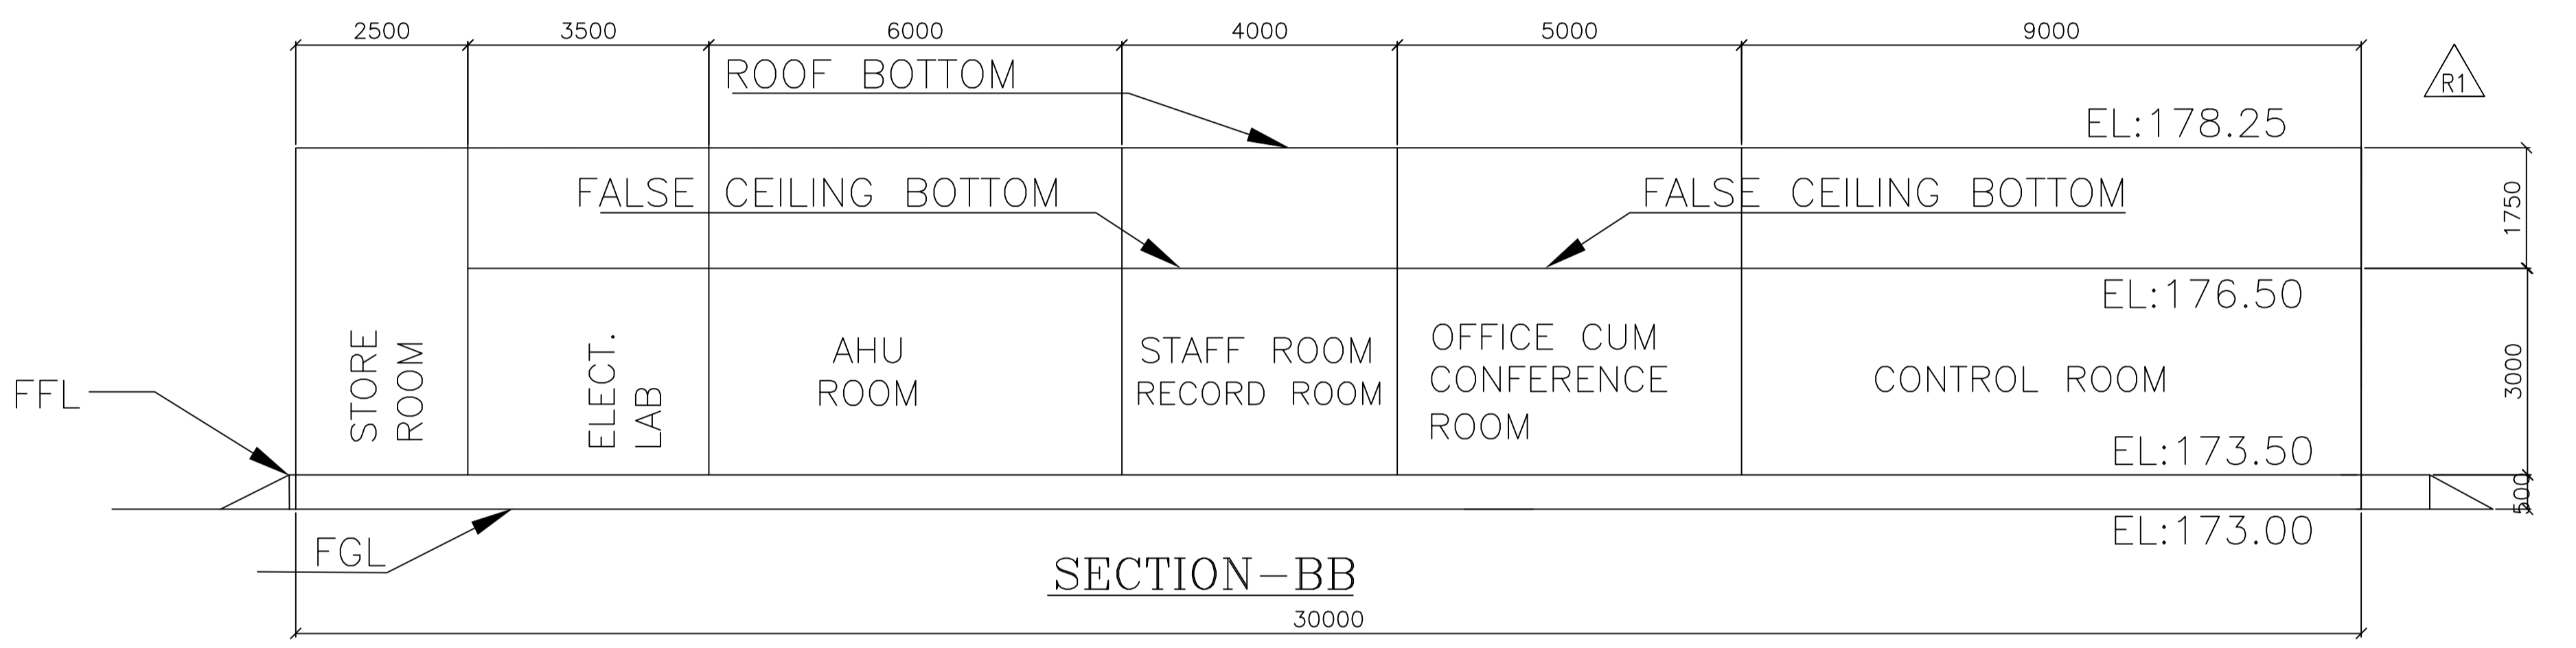 2500
3500
6000
4000
5000
9000
ROOF BOTTOM
R1
EL:178.25
FALSE CEILING BOTTOM
FALSE CEILING BOTTOM
1750
EL:176.50
STORE
ROOM
ELECT.
LAB
AHU
ROOM
STAFF ROOM
RECORD ROOM
OFFICE CUM
CONFERENCE
ROOM
CONTROL ROOM
3000
FFL
EL:173.50
500
FGL
EL:173.00
SECTION-BB
30000